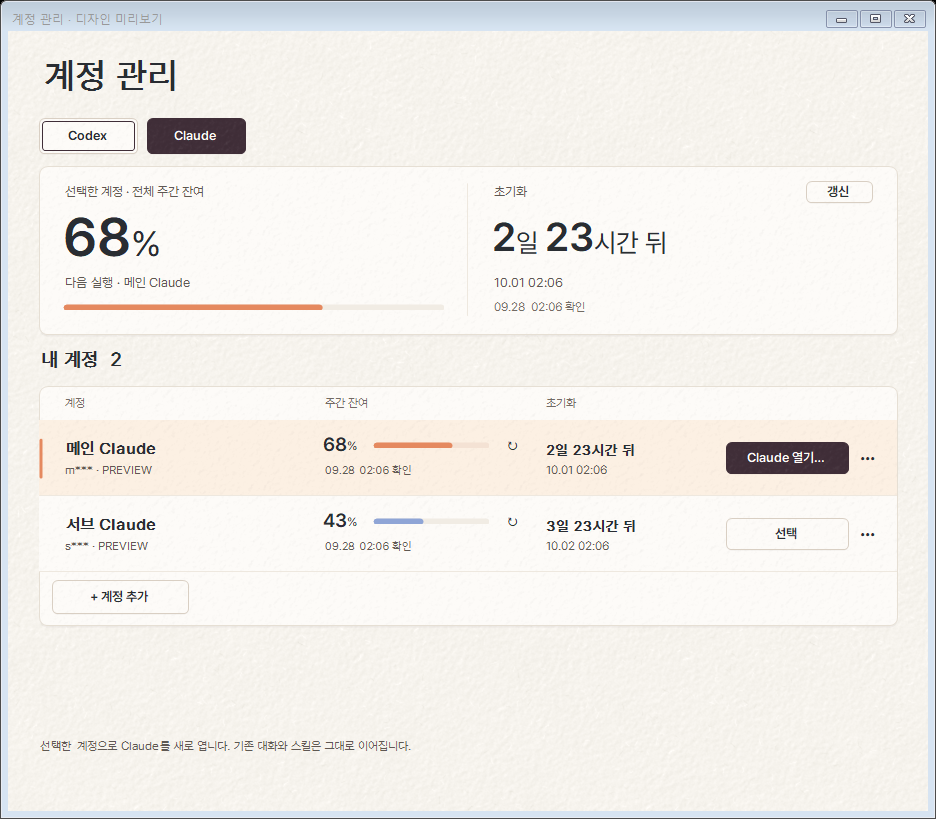 계정 관리 · 디자인 미리보기
계정 관리
Codex
Claude
선택한 계정 · 전체 주간 잔여
68%
다음 실행 · 메인 Claude
초기화
갱신
2일 23시간 뒤
10.01 02:06
09.28 02:06 확인
내 계정 2
계정 주간 잔여 초기화
메인 Claude
m*** · PREVIEW
68%
09.28 02:06 확인
2일 23시간 뒤
10.01 02:06
Claude 열기...
서브 Claude
s*** · PREVIEW
43%
09.28 02:06 확인
3일 23시간 뒤
10.02 02:06
선택
+ 계정 추가
선택한 계정으로 Claude를 새로 엽니다. 기존 대화와 스킬은 그대로 이어집니다.